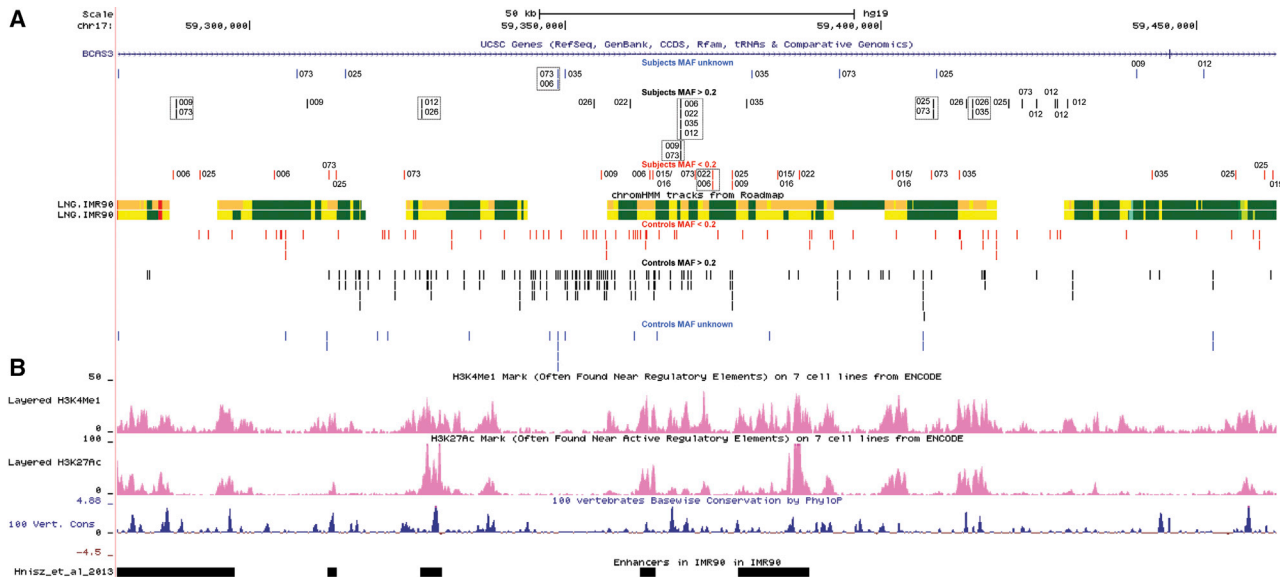 A
Scale
50 kb
hg19
chr17:
59,300,000
59,350,000
59,400,000
59,450,000
UCSC Genes (RefSeq, GenBank, CCDS, Rfam, tRNAs & Comparative Genomics)
BCAS3
Subjects MAF unknown
073 025 073 006 035 035 073 025 009 012
Subjects MAF > 0.2
009 073 009 012 026 026 022 006 022 035 012 009 073 035 025 073 026 026 035 025 073 012 012 012 012
Subjects MAF < 0.2
006 025 006 073 025 073 009 006 015/016 073 022 006 025 009 015/016 022 015/016 073 035 035 025 025 015
chromHMM tracks from Roadmap
LNG.IMR90
LNG.IMR90
Controls MAF < 0.2
Controls MAF > 0.2
Controls MAF unknown
B
H3K4Me1 Mark (Often Found Near Regulatory Elements) on 7 cell lines from ENCODE
50
Layered H3K4Me1
0
H3K27Ac Mark (Often Found Near Active Regulatory Elements) on 7 cell lines from ENCODE
100
Layered H3K27Ac
0
100 vertebrates Basewise Conservation by PhyloP
4.88
100 Vert. Cons
0
-4.5
Enhancers in IMR90 in IMR90
Hnisz_et_al_2013